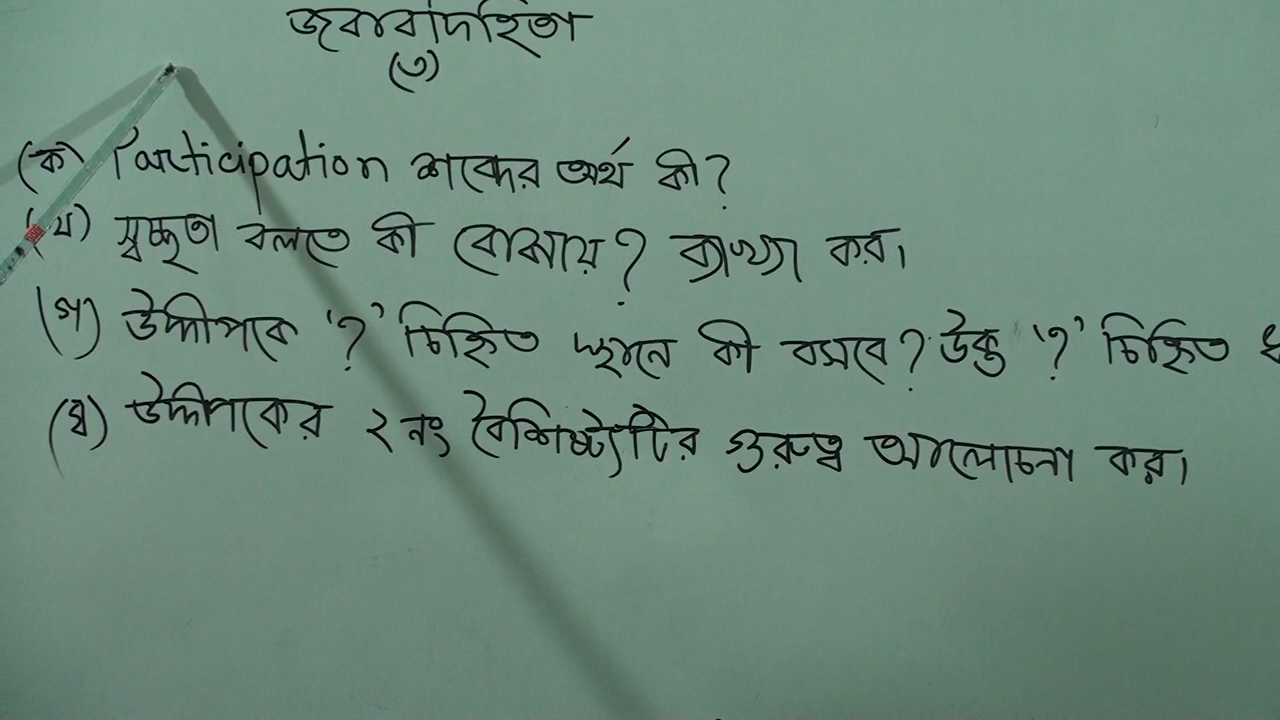 জবাবদিহিতা
(৩)
(ক) Participation শব্দের অর্থ কী?
(খ) স্বচ্ছতা বলতে কী বোঝায়? ব্যাখ্যা কর।
(গ) উদ্দীপকে '?' চিহ্নিত স্থানে কী বসবে? উক্ত '?' চিহ্নিত
(ঘ) উদ্দীপকের ২নং বৈশিষ্ট্যটির গুরুত্ব আলোচনা কর।